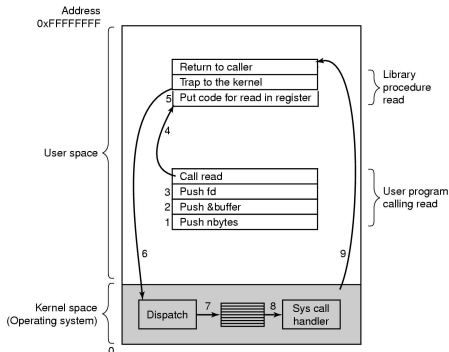 Address
0xFFFFFFFF
Return to caller
Trap to the kernel
5 Put code for read in register
Library
procedure
read
4
User space
Call read
3 Push fd
2 Push &buffer
1 Push nbytes
User program
calling read
6
9
Kernel space
(Operating system)
Dispatch
7
8
Sys call
handler
0